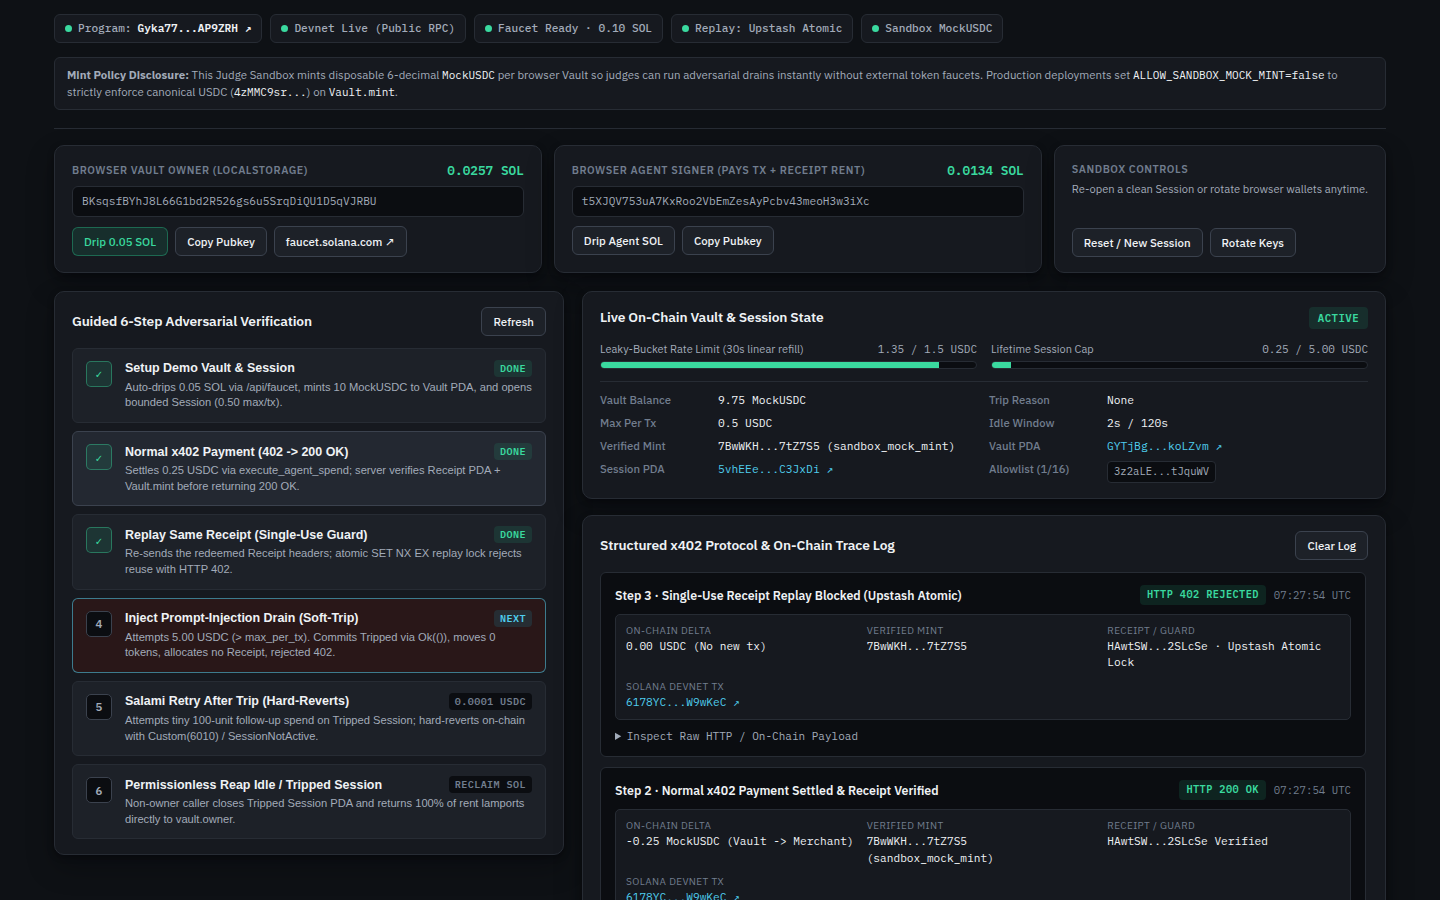 Program: Gyka77...AP9ZRH ↗
Devnet Live (Public RPC)
Faucet Ready · 0.10 SOL
Replay: Upstash Atomic
Sandbox MockUSDC
Mint Policy Disclosure: This Judge Sandbox mints disposable 6-decimal MockUSDC per browser Vault so judges can run adversarial drains instantly without external token faucets. Production deployments set ALLOW_SANDBOX_MOCK_MINT=false to
strictly enforce canonical USDC (4zMMC9sr...) on Vault.mint.
BROWSER VAULT OWNER (LOCALSTORAGE)
0.0257 SOL
BKsqsfBYhJ8L66G1bd2R526gs6u5SrqDiQU1D5qVJRBU
Drip 0.05 SOL
Copy Pubkey
faucet.solana.com ↗
BROWSER AGENT SIGNER (PAYS TX + RECEIPT RENT)
0.0134 SOL
t5XJQV753uA7KxRoo2VbEmZesAyPcbv43meoH3w3iXc
Drip Agent SOL
Copy Pubkey
SANDBOX CONTROLS
Re-open a clean Session or rotate browser wallets anytime.
Reset / New Session
Rotate Keys
Guided 6-Step Adversarial Verification
Refresh
✓
Setup Demo Vault & Session
DONE
Auto-drips 0.05 SOL via /api/faucet, mints 10 MockUSDC to Vault PDA, and opens
bounded Session (0.50 max/tx).
✓
Normal x402 Payment (402 -> 200 OK)
DONE
Settles 0.25 USDC via execute_agent_spend; server verifies Receipt PDA +
Vault.mint before returning 200 OK.
✓
Replay Same Receipt (Single-Use Guard)
DONE
Re-sends the redeemed Receipt headers; atomic SET NX EX replay lock rejects
reuse with HTTP 402.
4
Inject Prompt-Injection Drain (Soft-Trip)
NEXT
Attempts 5.00 USDC (> max_per_tx). Commits Tripped via Ok(()), moves 0
tokens, allocates no Receipt, rejected 402.
5
Salami Retry After Trip (Hard-Reverts)
0.0001 USDC
Attempts tiny 100-unit follow-up spend on Tripped Session; hard-reverts on-chain
with Custom(6010) / SessionNotActive.
6
Permissionless Reap Idle / Tripped Session
RECLAIM SOL
Non-owner caller closes Tripped Session PDA and returns 100% of rent lamports
directly to vault.owner.
Live On-Chain Vault & Session State
ACTIVE
Leaky-Bucket Rate Limit (30s linear refill)
1.35 / 1.5 USDC
Lifetime Session Cap
0.25 / 5.00 USDC
Vault Balance
9.75 MockUSDC
Trip Reason
None
Max Per Tx
0.5 USDC
Idle Window
2s / 120s
Verified Mint
7BwWKH...7tZ7S5 (sandbox_mock_mint)
Vault PDA
GYTjBg...koLZvm ↗
Session PDA
5vhEEe...C3JxDi ↗
Allowlist (1/16)
3z2aLE...tJquWV
Structured x402 Protocol & On-Chain Trace Log
Clear Log
Step 3 · Single-Use Receipt Replay Blocked (Upstash Atomic)
HTTP 402 REJECTED
07:27:54 UTC
ON-CHAIN DELTA
0.00 USDC (No new tx)
VERIFIED MINT
7BwWKH...7tZ7S5
RECEIPT / GUARD
HAwtSW...2SLcSe · Upstash Atomic
Lock
SOLANA DEVNET TX
6178YC...W9wKeC ↗
▶ Inspect Raw HTTP / On-Chain Payload
Step 2 · Normal x402 Payment Settled & Receipt Verified
HTTP 200 OK
07:27:54 UTC
ON-CHAIN DELTA
-0.25 MockUSDC (Vault -> Merchant)
VERIFIED MINT
7BwWKH...7tZ7S5
(sandbox_mock_mint)
RECEIPT / GUARD
HAwtSW...2SLcSe Verified
SOLANA DEVNET TX
6178YC...W9wKeC ↗